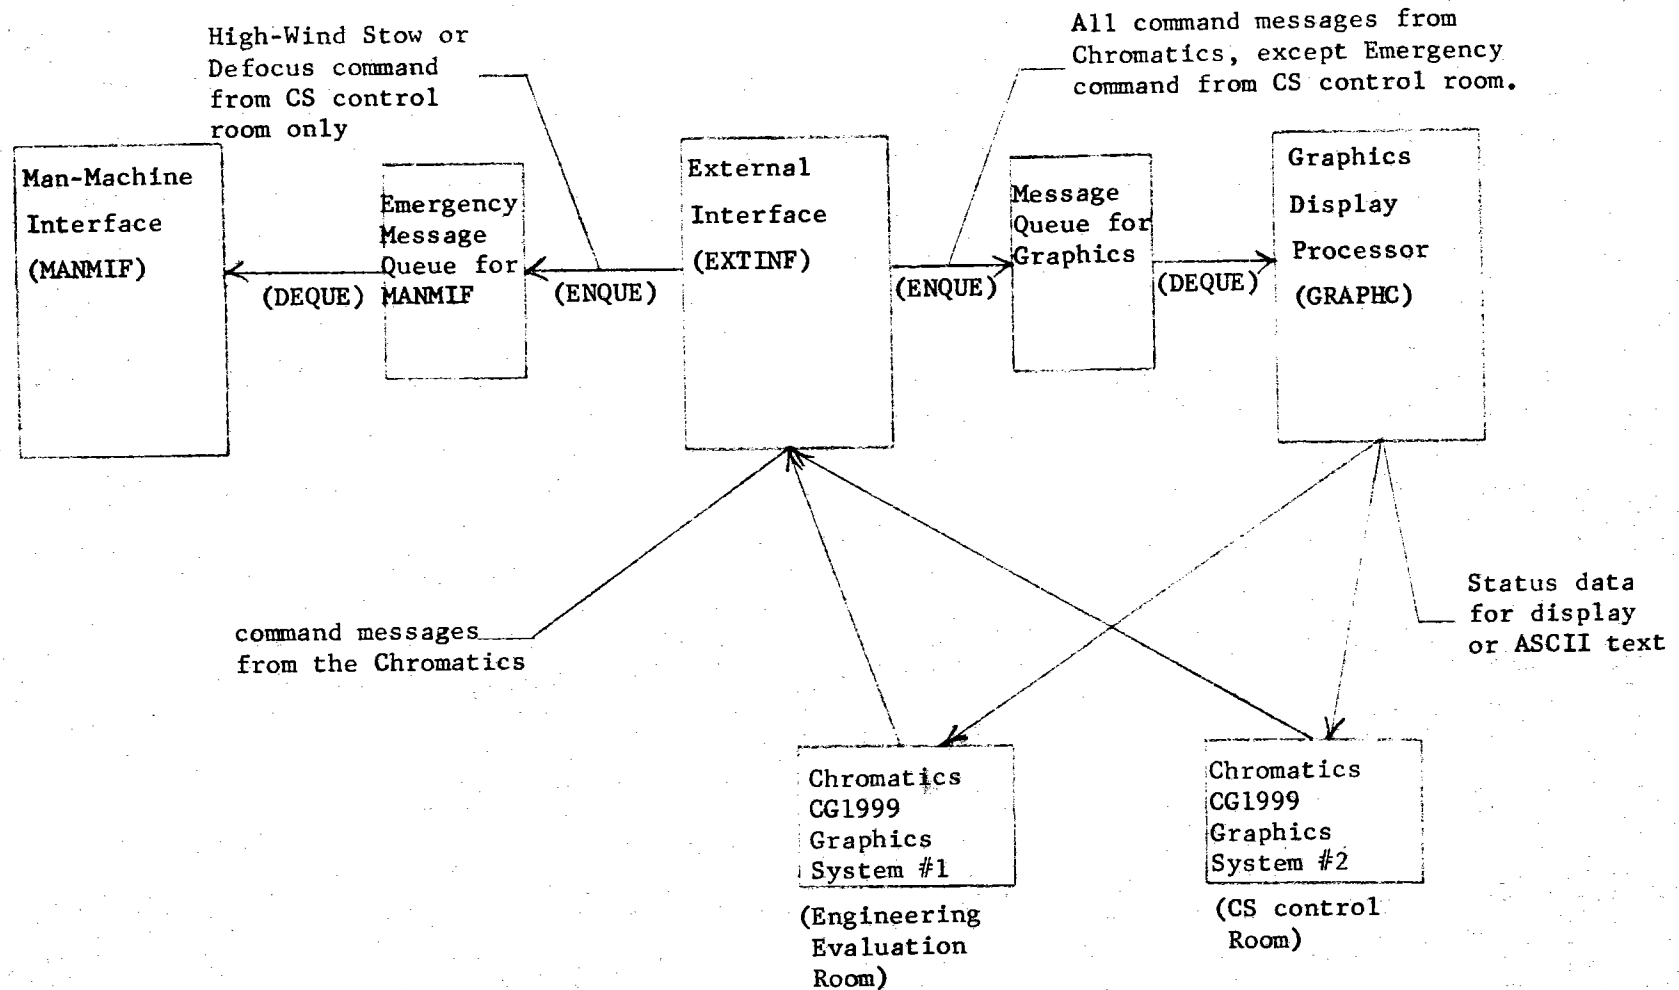 High-Wind Stow or
Defocus command
from CS control
room only
All command messages from
Chromatics, except Emergency
command from CS control room.
Man-Machine
Interface
(MANMIF)
(DEQUE)
Emergency
Message
Queue for
MANMIF
(ENQUE)
External
Interface
(EXTINF)
(ENQUE)
Message
Queue for
Graphics
(DEQUE)
Graphics
Display
Processor
(GRAPHC)
command messages
from the Chromatics
Status data
for display
or ASCII text
Chromatics
CG1999
Graphics
System #1
(Engineering
Evaluation
Room)
Chromatics
CG1999
Graphics
System #2
(CS control
Room)